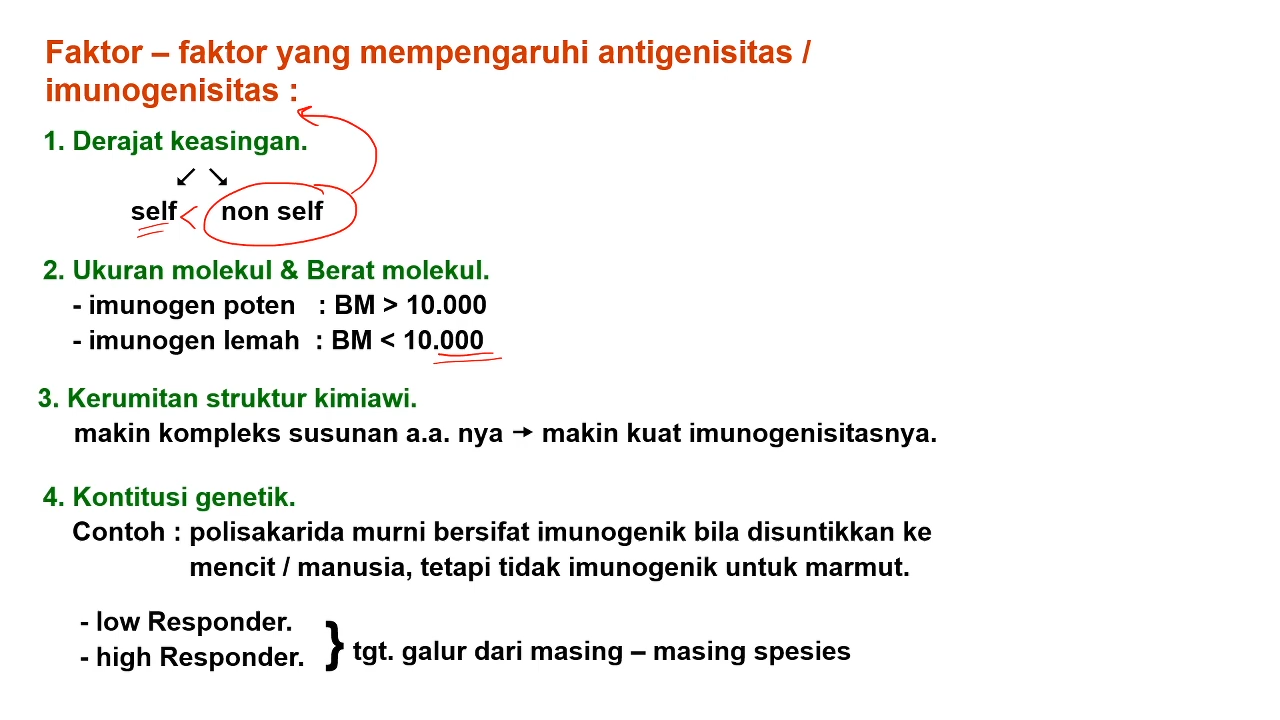 Faktor – faktor yang mempengaruhi antigenisitas /
imunogenisitas :
1. Derajat keasingan.
↙ ↘
self < non self
2. Ukuran molekul & Berat molekul.
- imunogen poten : BM > 10.000
- imunogen lemah : BM < 10.000
3. Kerumitan struktur kimiawi.
makin kompleks susunan a.a. nya → makin kuat imunogenisitasnya.
4. Kontitusi genetik.
Contoh : polisakarida murni bersifat imunogenik bila disuntikkan ke
mencit / manusia, tetapi tidak imunogenik untuk marmut.
- low Responder.
- high Responder.
} tgt. galur dari masing – masing spesies